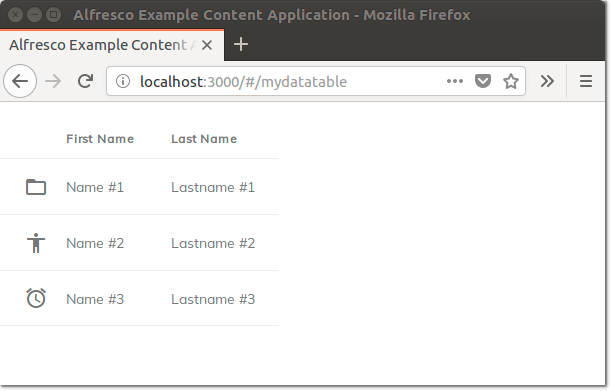 Alfresco Example Content Application - Mozilla Firefox
Alfresco Example Content A
localhost:3000/#/mydatatable
First Name Last Name
Name #1 Lastname #1
Name #2 Lastname #2
Name #3 Lastname #3